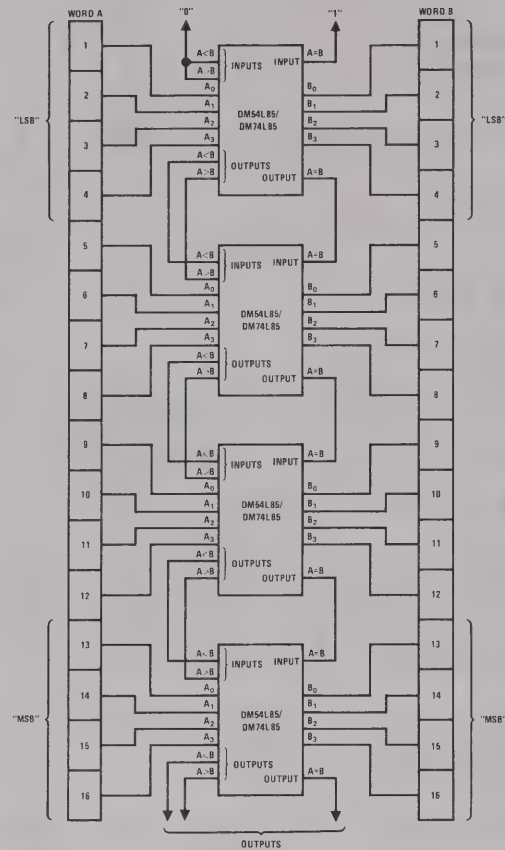 WORD A "0" "1" WORD B
1 A<B A>B INPUTS INPUT A=B 1
2 A0 A1 A2 A3 DM54L85/ DM74L85 B0 B1 B2 B3 2
"LSB" 3 3 "LSB"
4 A<B A>B OUTPUTS OUTPUT A=B 4
5 A<B A>B INPUTS INPUT A=B 5
6 A0 A1 A2 A3 DM54L85/ DM74L85 B0 B1 B2 B3 6
7 7
8 A<B A>B OUTPUTS OUTPUT A=B 8
9 A<B A>B INPUTS INPUT A=B 9
10 A0 A1 A2 A3 DM54L85/ DM74L85 B0 B1 B2 B3 10
11 11
12 A<B A>B OUTPUTS OUTPUT A=B 12
13 A<B A>B INPUTS INPUT A=B 13
14 A0 A1 A2 A3 DM54L85/ DM74L85 B0 B1 B2 B3 14
"MSB" 15 15 "MSB"
16 A<B A>B OUTPUTS OUTPUT A=B 16
OUTPUTS